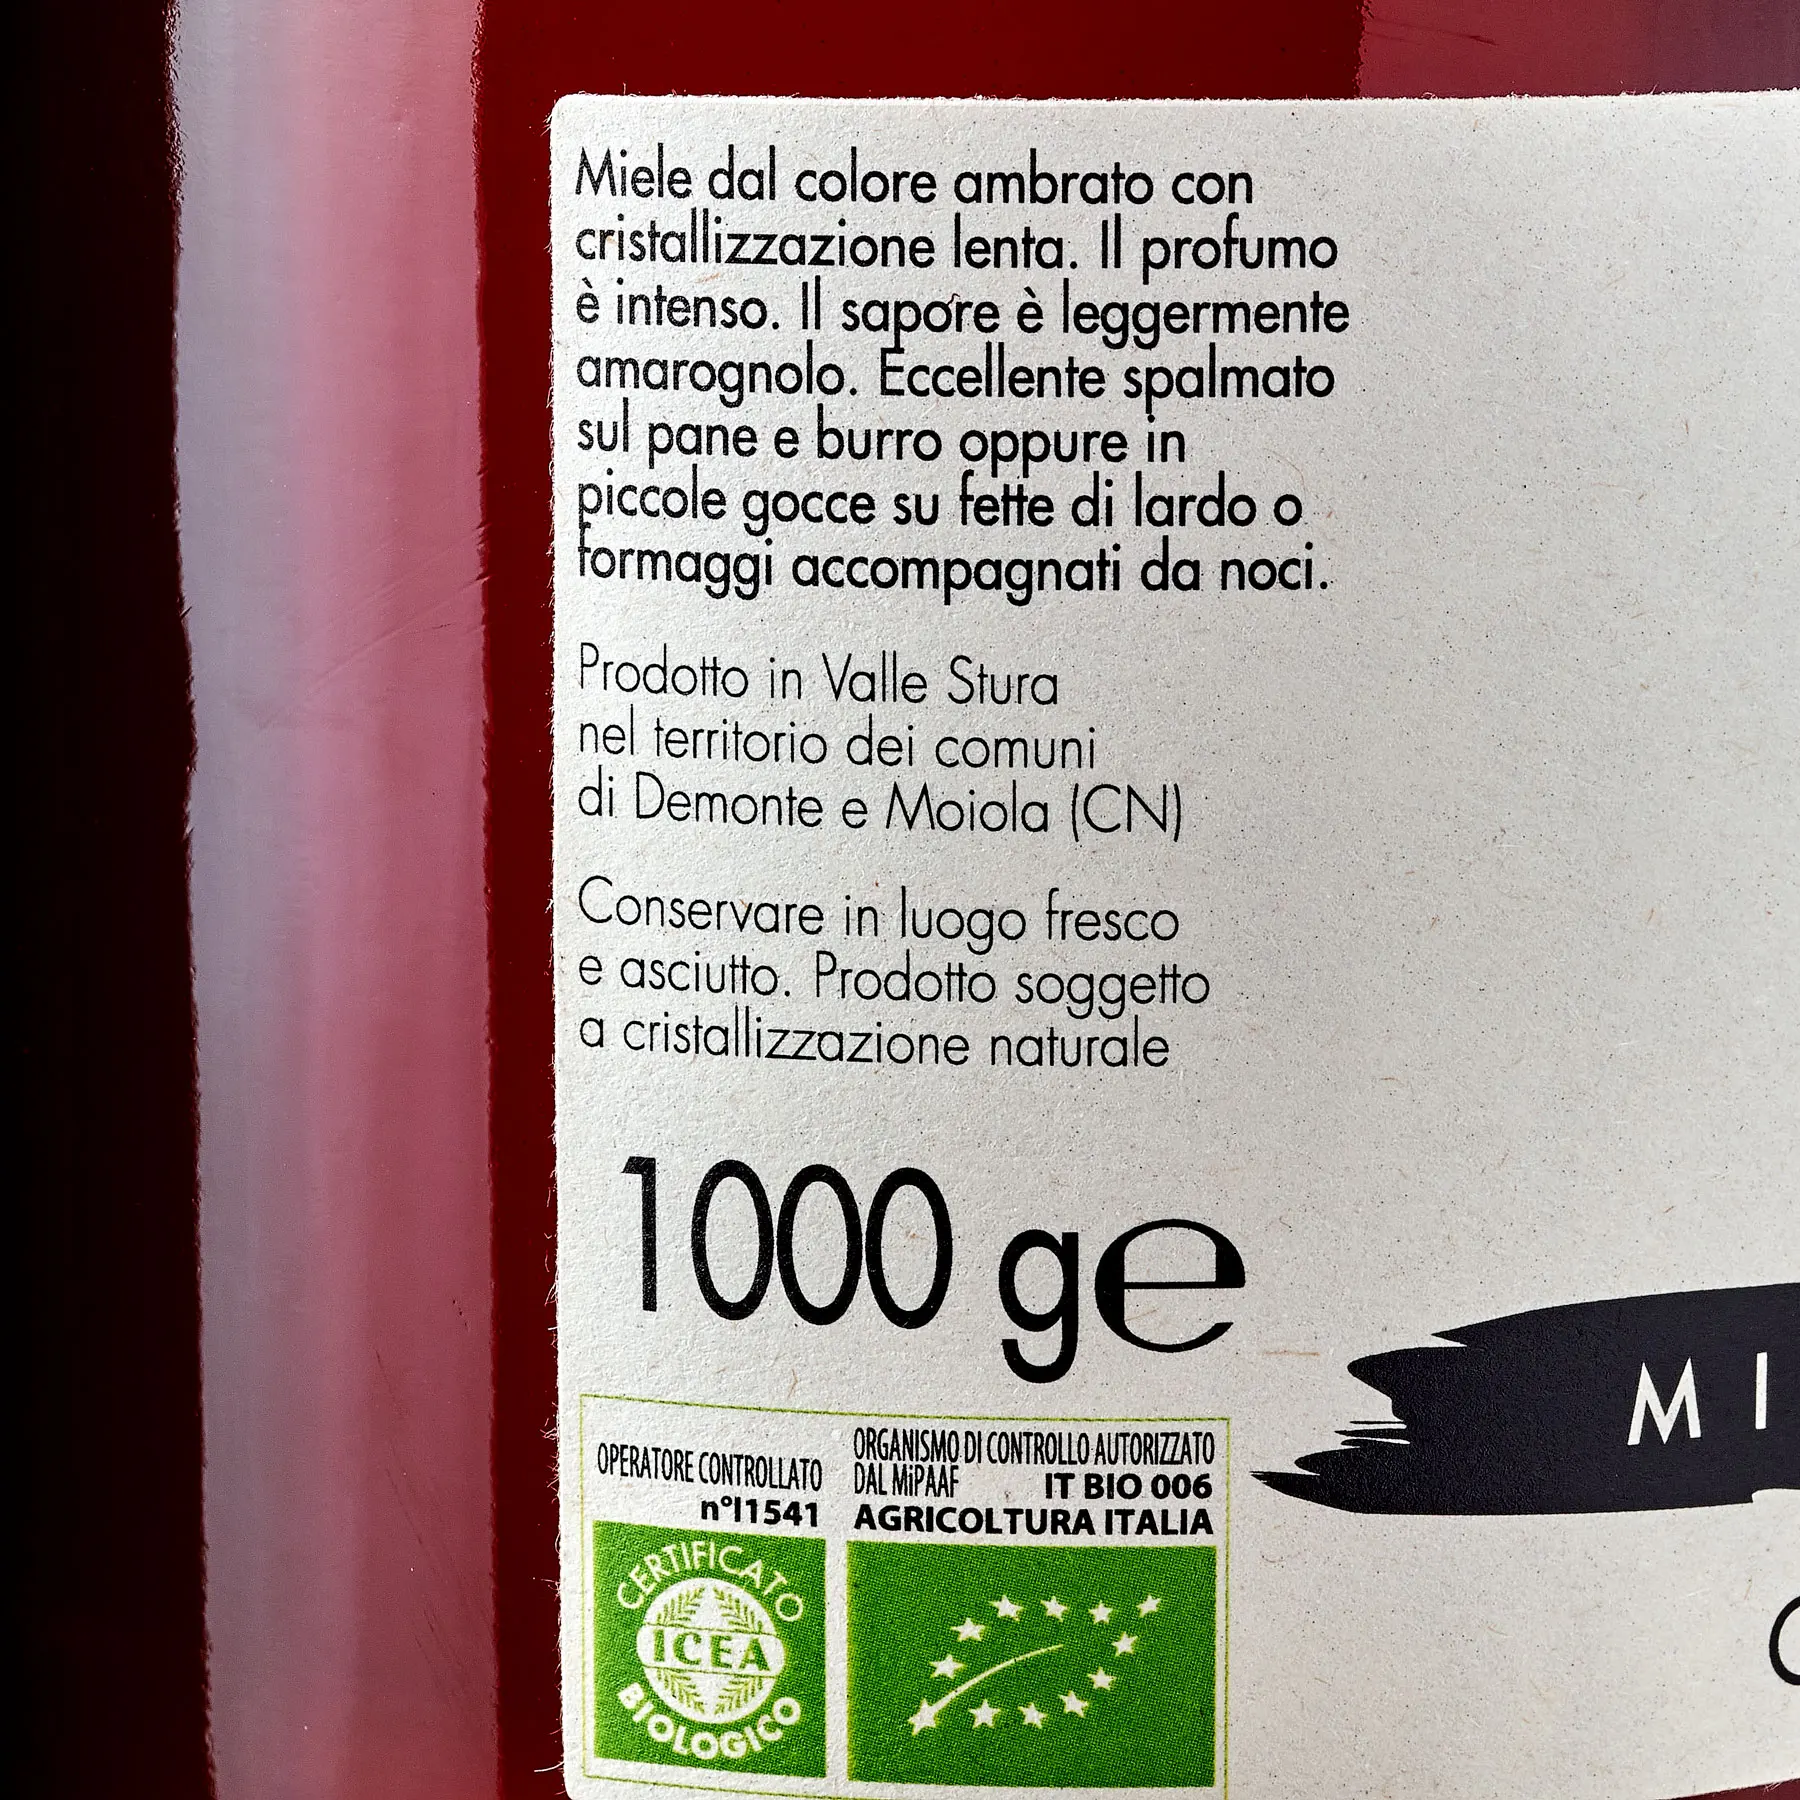 Miele dal colore ambrato con
cristallizzazione lenta. Il profumo
è intenso. Il sapore è leggermente
amarognolo. Eccellente spalmato
sul pane e burro oppure in
piccole gocce su fette di lardo o
formaggi accompagnati da noci.
Prodotto in Valle Stura
nel territorio dei comuni
di Demonte e Moiola (CN)
Conservare in luogo fresco
e asciutto. Prodotto soggetto
a cristallizzazione naturale
1000 g e
MI
OPERATORE CONTROLLATO
n°I1541
ORGANISMO DI CONTROLLO AUTORIZZATO
DAL MiPAAF IT BIO 006
AGRICOLTURA ITALIA
CERTIFICATO
ICEA
BIOLOGICO